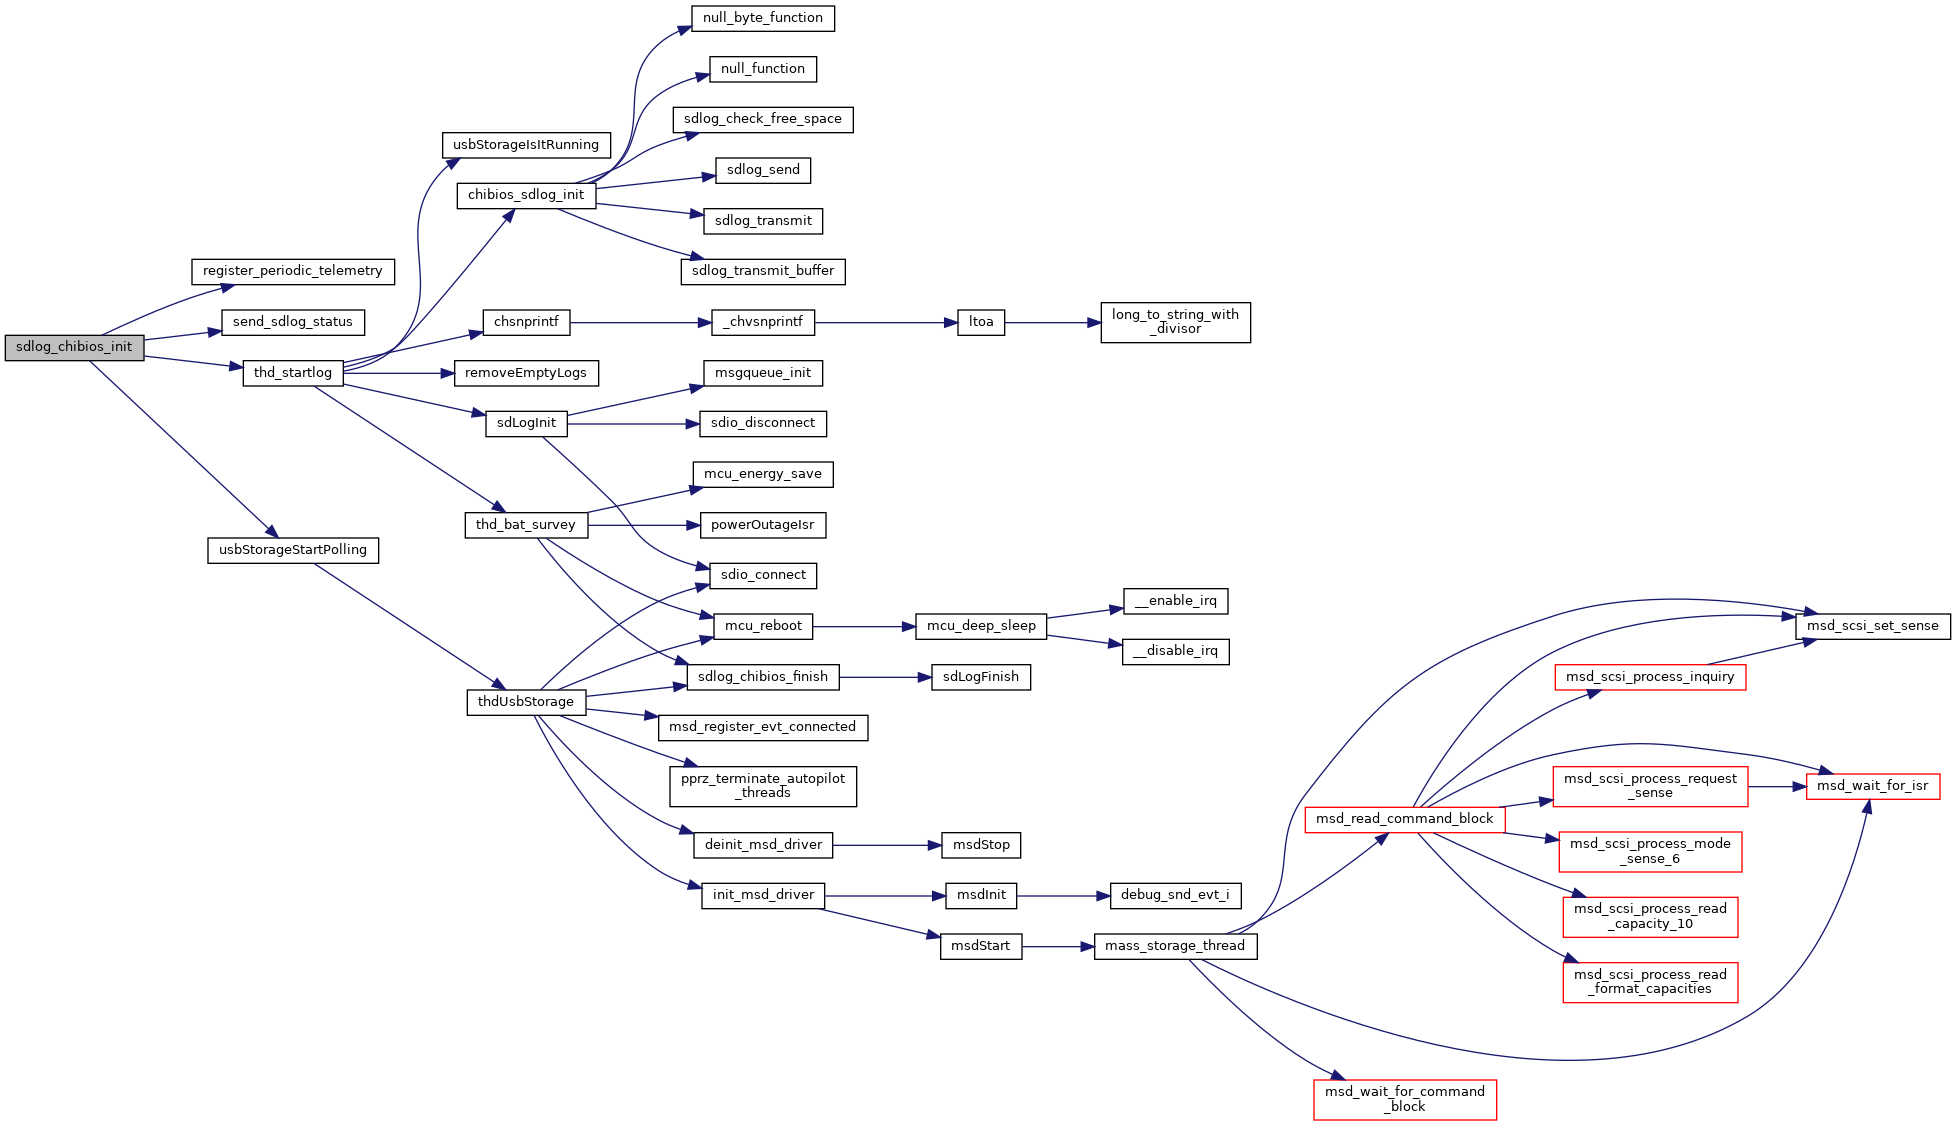 null_byte_function
null_function
sdlog_check_free_space
usbStorageIsItRunning
sdlog_send
chibios_sdlog_init
sdlog_transmit
register_periodic_telemetry
sdlog_transmit_buffer
send_sdlog_status
chsnprintf
_chvsnprintf
ltoa
long_to_string_with
_divisor
sdlog_chibios_init
thd_startlog
removeEmptyLogs
msgqueue_init
sdLogInit
sdio_disconnect
mcu_energy_save
thd_bat_survey
powerOutageIsr
usbStorageStartPolling
sdio_connect
__enable_irq
mcu_reboot
mcu_deep_sleep
msd_scsi_set_sense
__disable_irq
sdlog_chibios_finish
sdLogFinish
msd_scsi_process_inquiry
thdUsbStorage
msd_register_evt_connected
pprz_terminate_autopilot
_threads
msd_scsi_process_request
_sense
msd_wait_for_isr
msd_read_command_block
deinit_msd_driver
msdStop
msd_scsi_process_mode
_sense_6
init_msd_driver
msdInit
debug_snd_evt_i
msd_scsi_process_read
_capacity_10
msdStart
mass_storage_thread
msd_scsi_process_read
_format_capacities
msd_wait_for_command
_block